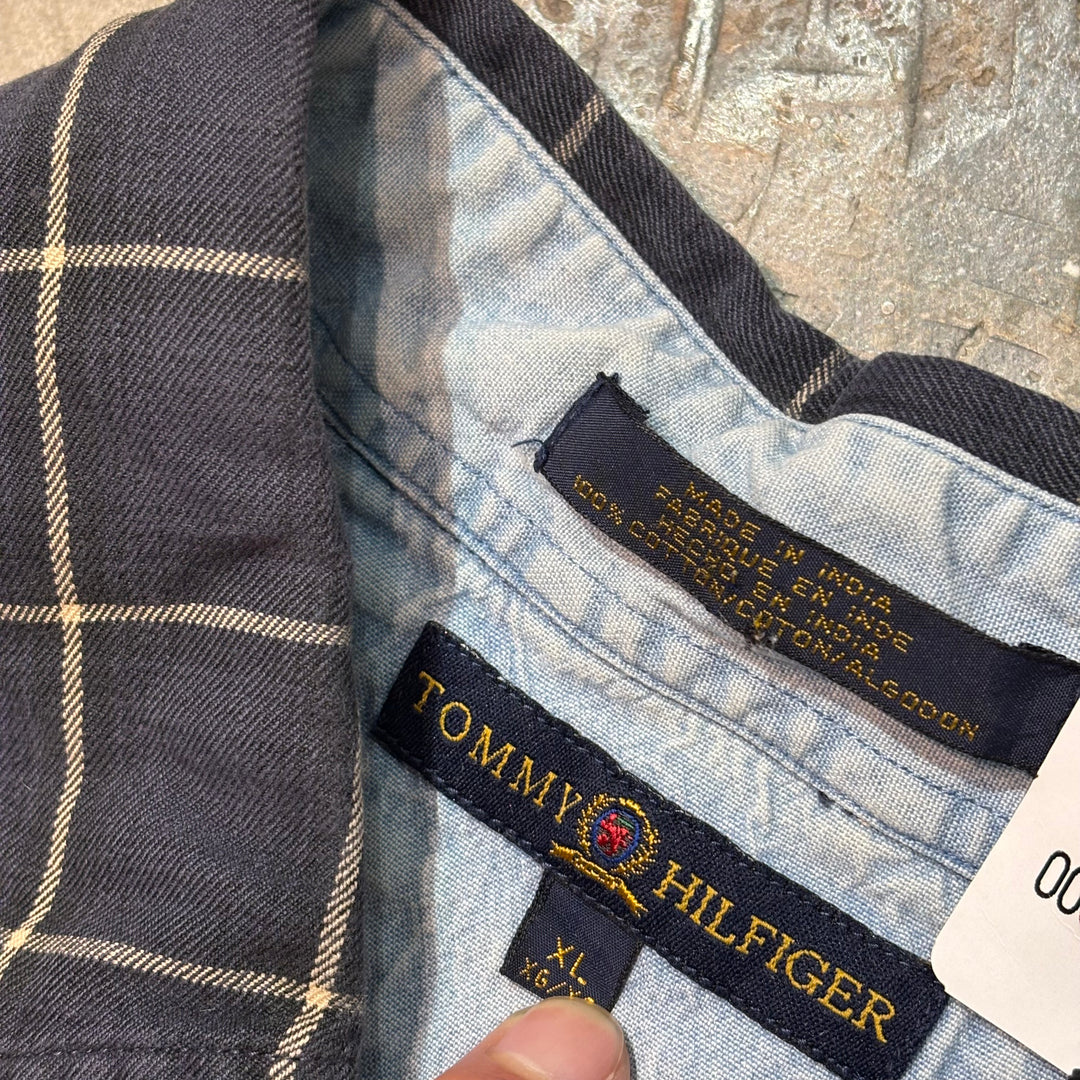 MADE IN INDIA
FABRIQUE EN INDE
HECHO EN INDIA
100% COTTON/COTON/ALGODON
TOMMY HILFIGER
XL